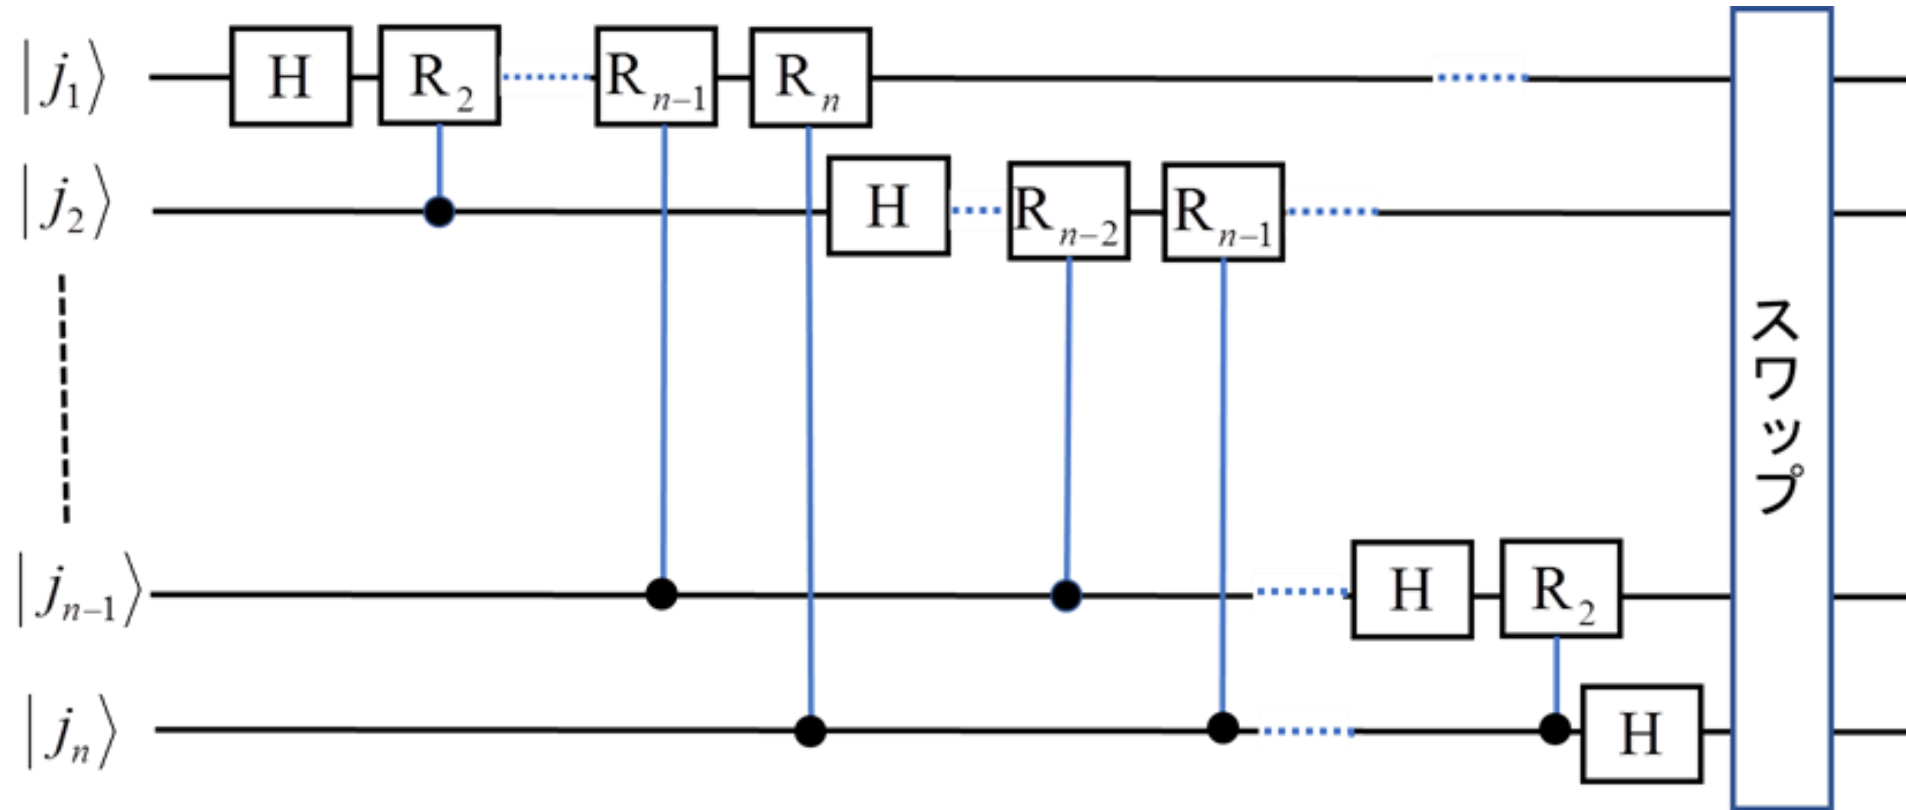 |j₁⟩ H R₂ Rₙ₋₁ Rₙ
|j₂⟩ H Rₙ₋₂ Rₙ₋₁
|jₙ₋₁⟩ H R₂
|jₙ⟩ H
スワップ